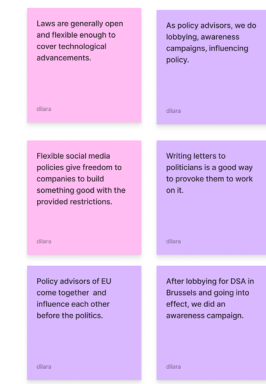 Laws are generally open
and flexible enough to
cover technological
advancements.
dilara
As policy advisors, we do
lobbying, awareness
campaigns, influencing
policy.
dilara
Flexible social media
policies give freedom to
companies to build
something good with the
provided restrictions.
dilara
Writing letters to
politicians is a good way
to provoke them to work
on it.
dilara
Policy advisors of EU
come together and
influence each other
before the politics.
dilara
After lobbying for DSA in
Brussels and going into
effect, we did an
awareness campaign.
dilara